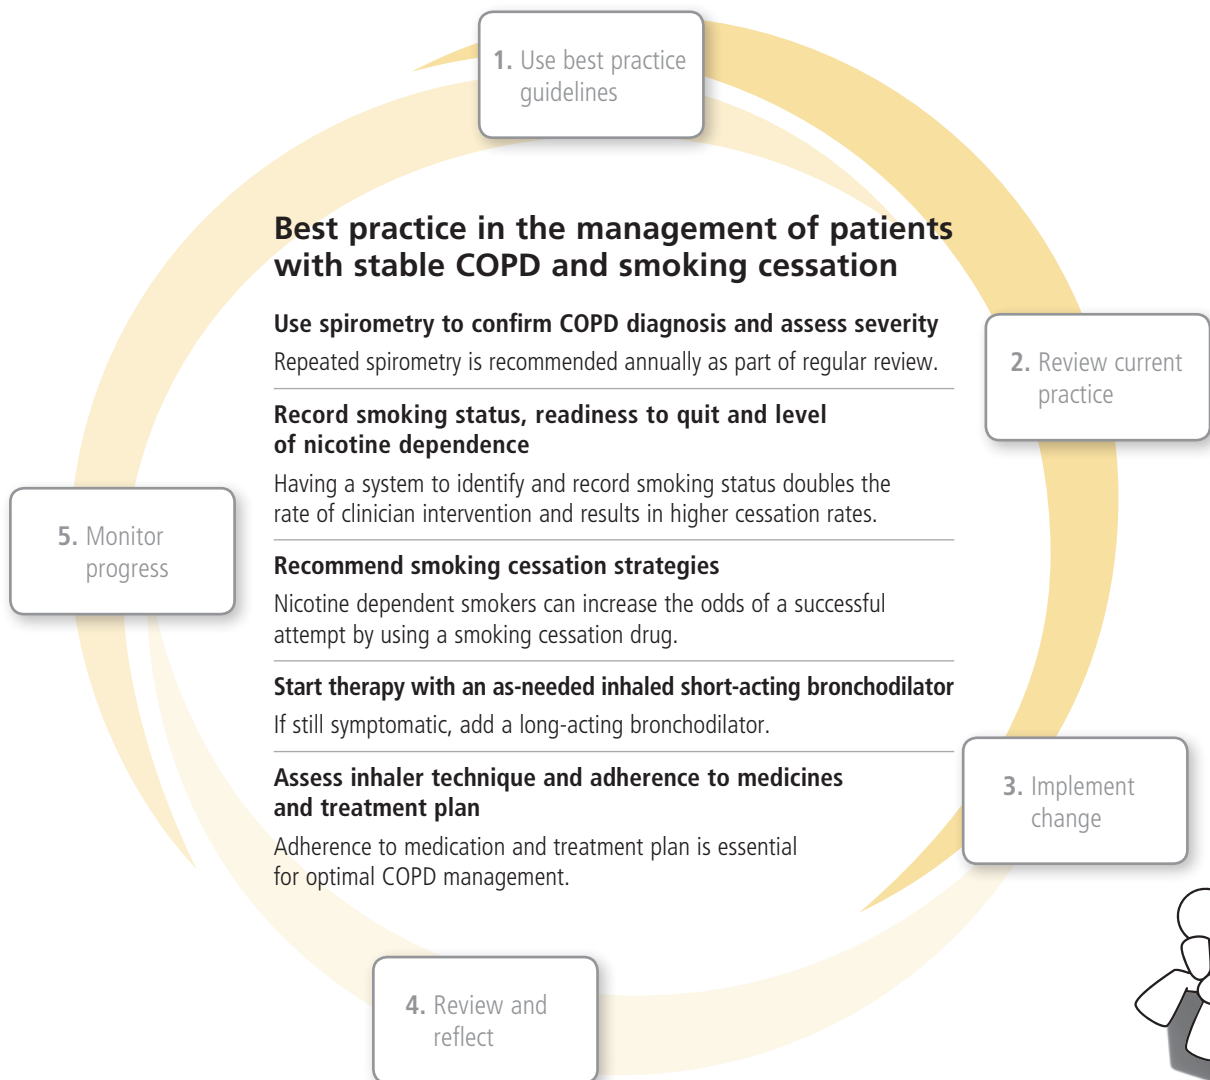 1. Use best practice
guidelines
Best practice in the management of patients
with stable COPD and smoking cessation
Use spirometry to confirm COPD diagnosis and assess severity
Repeated spirometry is recommended annually as part of regular review.
2. Review current
practice
Record smoking status, readiness to quit and level
of nicotine dependence
Having a system to identify and record smoking status doubles the
rate of clinician intervention and results in higher cessation rates.
5. Monitor
progress
Recommend smoking cessation strategies
Nicotine dependent smokers can increase the odds of a successful
attempt by using a smoking cessation drug.
Start therapy with an as-needed inhaled short-acting bronchodilator
If still symptomatic, add a long-acting bronchodilator.
Assess inhaler technique and adherence to medicines
and treatment plan
Adherence to medication and treatment plan is essential
for optimal COPD management.
3. Implement
change
4. Review and
reflect